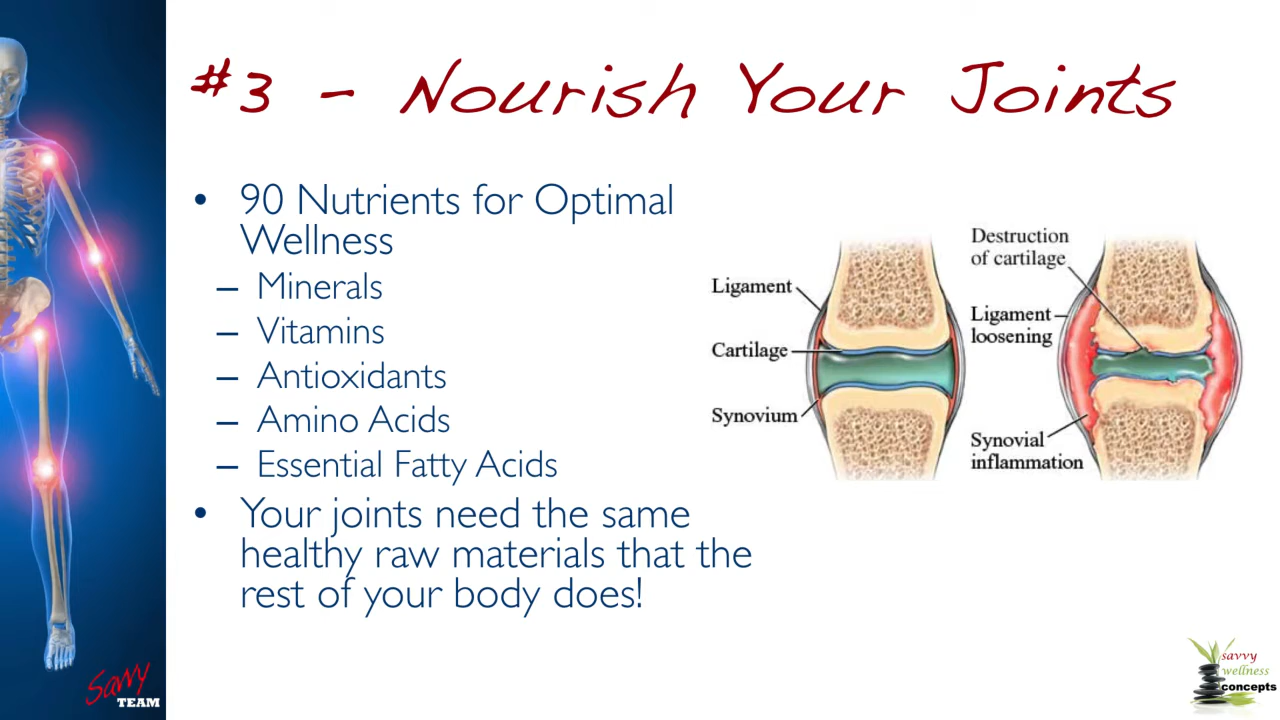 #3 - Nourish Your Joints
• 90 Nutrients for Optimal
Wellness
– Minerals
– Vitamins
– Antioxidants
– Amino Acids
– Essential Fatty Acids
• Your joints need the same
healthy raw materials that the
rest of your body does!
Ligament
Cartilage
Synovium
Destruction
of cartilage
Ligament
loosening
Synovial
inflammation
Savvy
TEAM
savvy
wellness
concepts